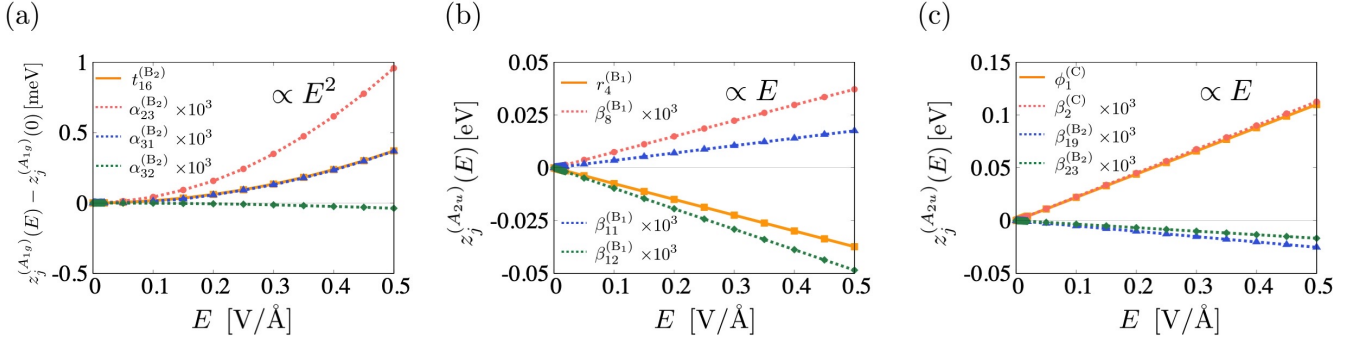 (a)
z_j^{(A_{1g})}(E) − z_j^{(A_{1g})}(0) [meV]
1
0.5
0
-0.5
t_{16}^{(B_2)}
α_{23}^{(B_2)} ×10^3
α_{31}^{(B_2)} ×10^3
α_{32}^{(B_2)} ×10^3
∝ E^2
0 0.1 0.2 0.3 0.4 0.5
E [V/Å]
(b)
z_j^{(A_{2u})}(E) [eV]
0.05
0.025
0
-0.025
-0.05
r_4^{(B_1)}
β_8^{(B_1)} ×10^3
∝ E
β_{11}^{(B_1)} ×10^3
β_{12}^{(B_1)} ×10^3
0 0.1 0.2 0.3 0.4 0.5
E [V/Å]
(c)
z_j^{(A_{2u})}(E) [eV]
0.15
0.1
0.05
0
-0.05
φ_1^{(C)}
β_2^{(C)} ×10^3
β_{19}^{(B_2)} ×10^3
β_{23}^{(B_2)} ×10^3
∝ E
0 0.1 0.2 0.3 0.4 0.5
E [V/Å]